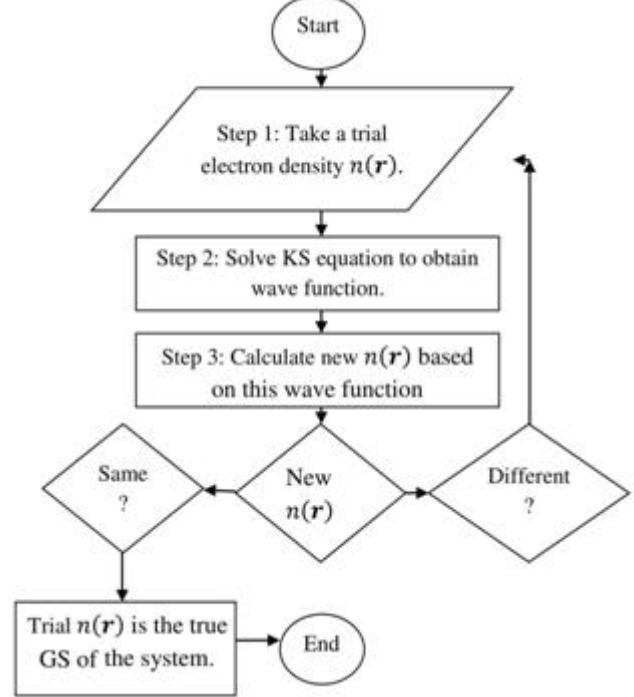 Start
Step 1: Take a trial
electron density n(r).
Step 2: Solve KS equation to obtain
wave function.
Step 3: Calculate new n(r) based
on this wave function
Same
?
New
n(r)
Different
?
Trial n(r) is the true
GS of the system.
End